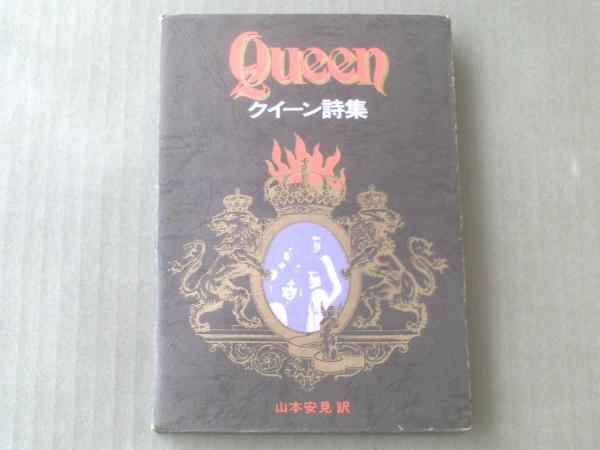 Queen
クイーン詩集
山本安見 訳